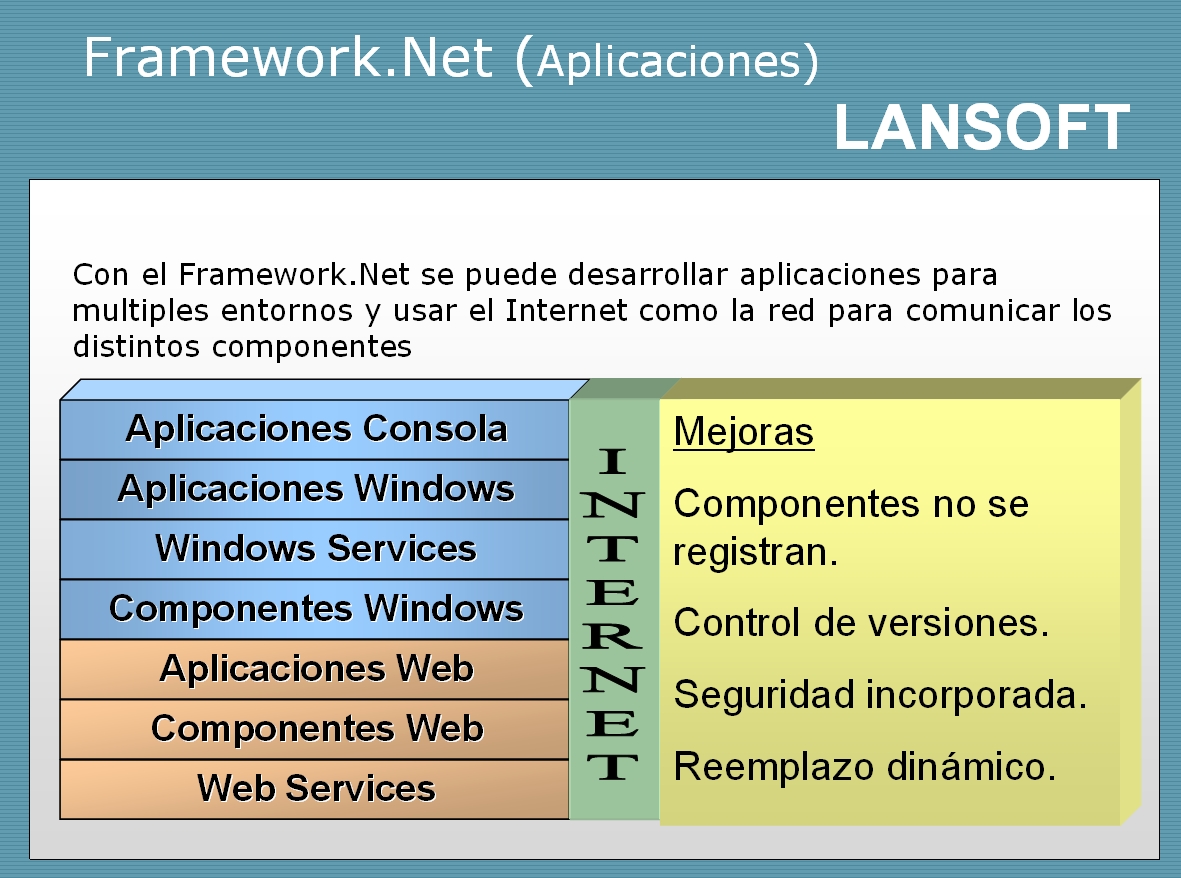 Framework.Net (Aplicaciones)
LANSOFT
Con el Framework.Net se puede desarrollar aplicaciones para
multiples entornos y usar el Internet como la red para comunicar los
distintos componentes
Aplicaciones Consola
Aplicaciones Windows
Windows Services
Componentes Windows
Aplicaciones Web
Componentes Web
Web Services
INTERNET
Mejoras
Componentes no se
registran.
Control de versiones.
Seguridad incorporada.
Reemplazo dinámico.